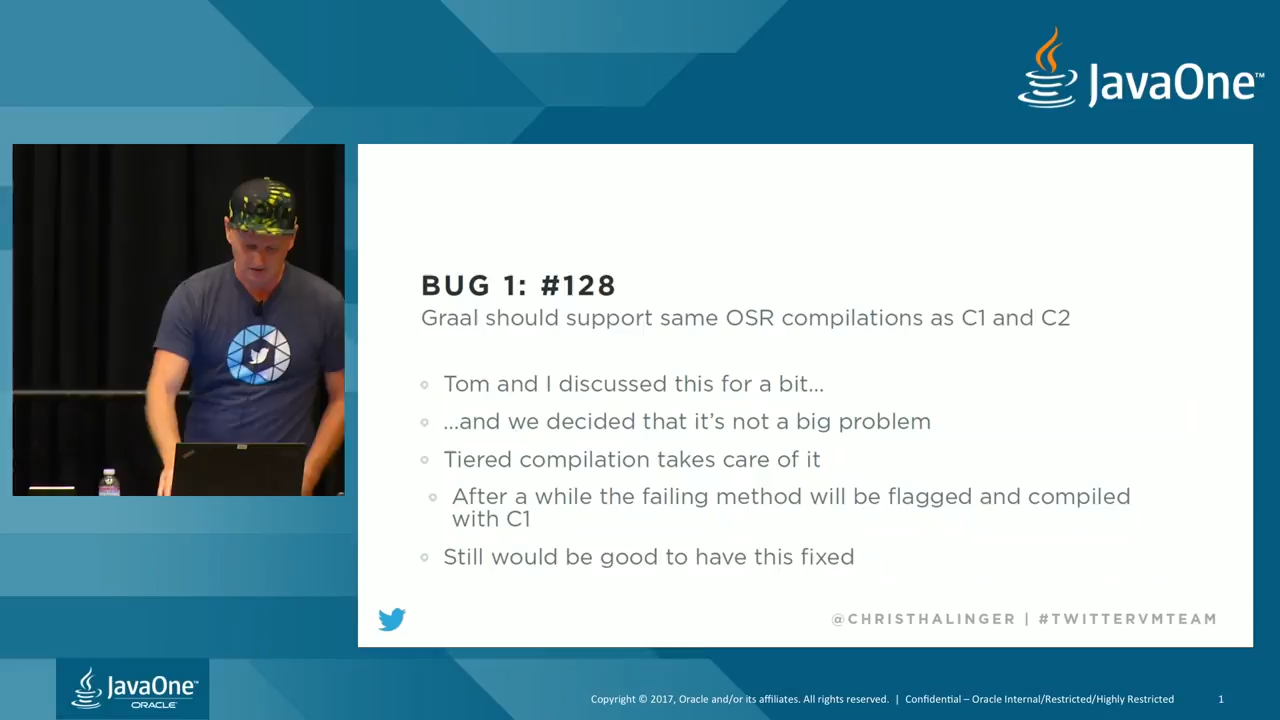 JavaOne™
BUG 1: #128
Graal should support same OSR compilations as C1 and C2
Tom and I discussed this for a bit...
...and we decided that it's not a big problem
Tiered compilation takes care of it
After a while the failing method will be flagged and compiled
with C1
Still would be good to have this fixed
@CHRISTHALINGER | #TWITTERVMTEAM
JavaOne™
ORACLE®
Copyright © 2017, Oracle and/or its affiliates. All rights reserved. | Confidential – Oracle Internal/Restricted/Highly Restricted 1